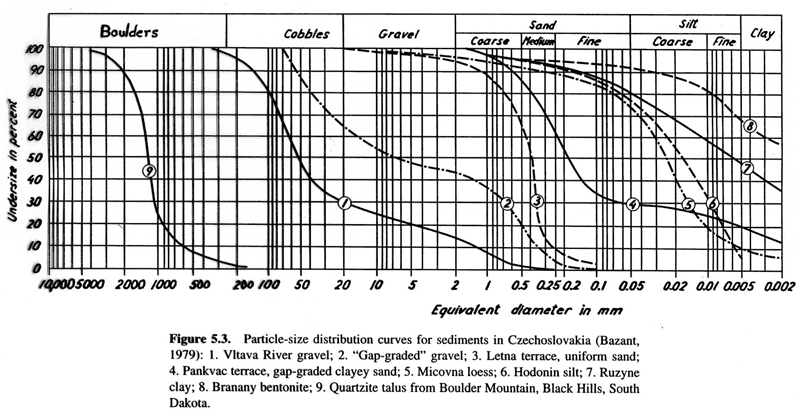 Boulders Cobbles Gravel Sand Silt Clay
Coarse Medium Fine Coarse Fine
100
90
80
70
60
50
40
30
20
10
0
Undersize in percent
9 1 2 3 4 5 6 7 8
10,000 5000 2000 1000 500 200 100 50 20 10 5 2 1 0.5 0.25 0.2 0.1 0.05 0.02 0.01 0.005 0.002
Equivalent diameter in mm
Figure 5.3. Particle-size distribution curves for sediments in Czechoslovakia (Bazant,
1979): 1. Vltava River gravel; 2. “Gap-graded” gravel; 3. Letna terrace, uniform sand;
4. Pankvac terrace, gap-graded clayey sand; 5. Micovna loess; 6. Hodonin silt; 7. Ruzyne
clay; 8. Branany bentonite; 9. Quartzite talus from Boulder Mountain, Black Hills, South
Dakota.